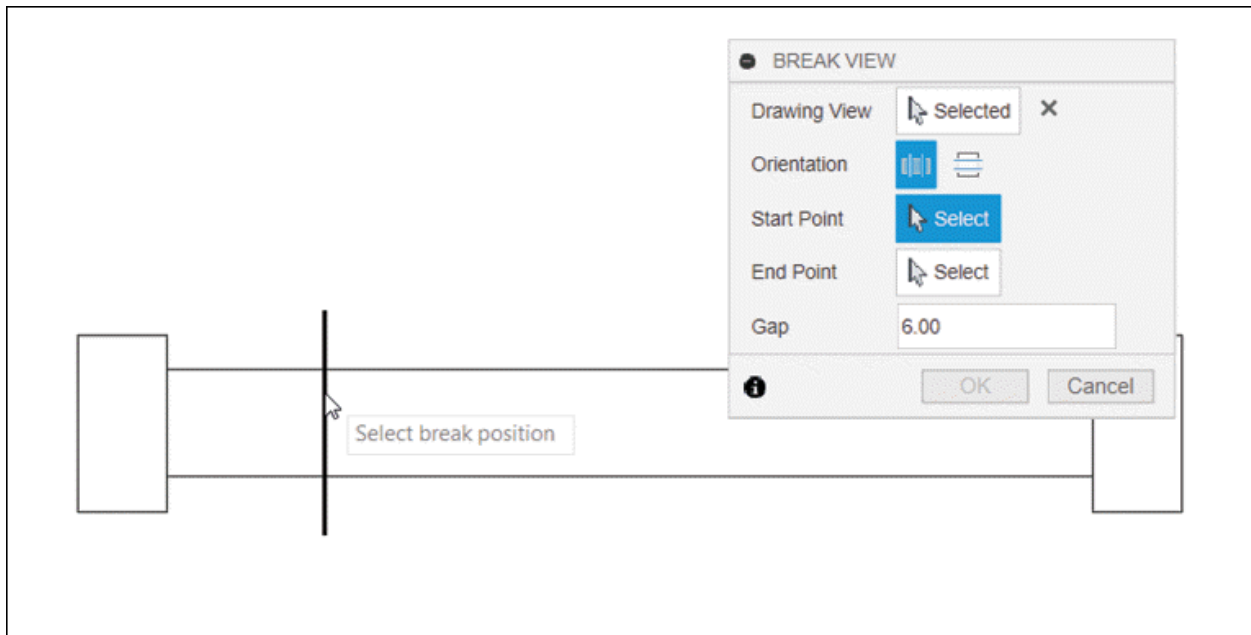 BREAK VIEW
Drawing View Selected
Orientation
Start Point Select
End Point Select
Gap 6.00
OK Cancel
Select break position